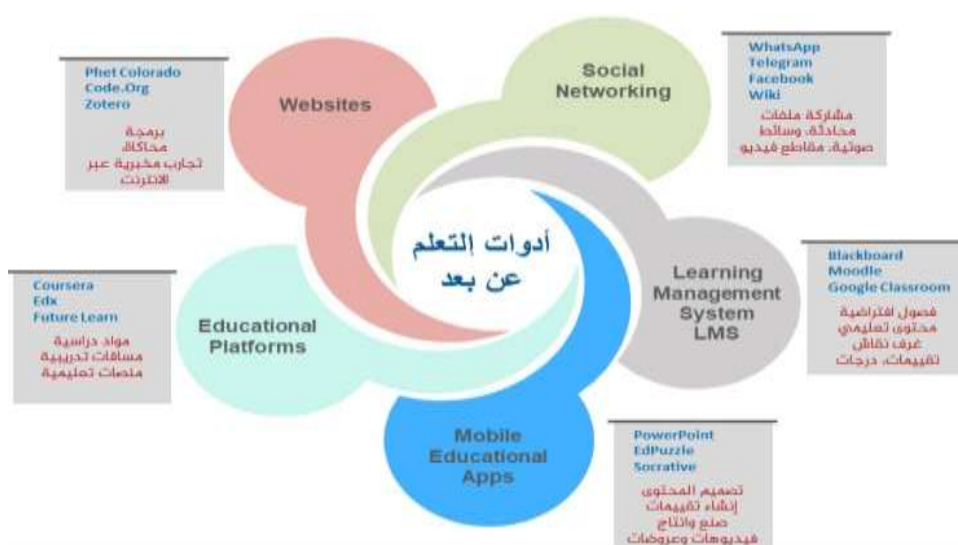 Phet Colorado
Code.Org
Zotero
برمجة
محاكاة
تجارب مخبرية عبر
الانترنت
Websites
Social
Networking
WhatsApp
Telegram
Facebook
Wiki
مشاركة ملفات
محادثة، وسائط
صوتية، مقاطع فيديو
أدوات التعلم
عن بعد
Coursera
Edx
Future Learn
مواد دراسية
مساقات تدريبية
منصات تعليمية
Educational
Platforms
Learning
Management
System
LMS
Blackboard
Moodle
Google Classroom
فصول افتراضية
محتوى تعليمي
غرف نقاش
تقييمات، درجات
Mobile
Educational
Apps
PowerPoint
EdPuzzle
Socrative
تصميم المحتوى
إنشاء تقييمات
صنع وانتاج
فيديوهات وعروضات